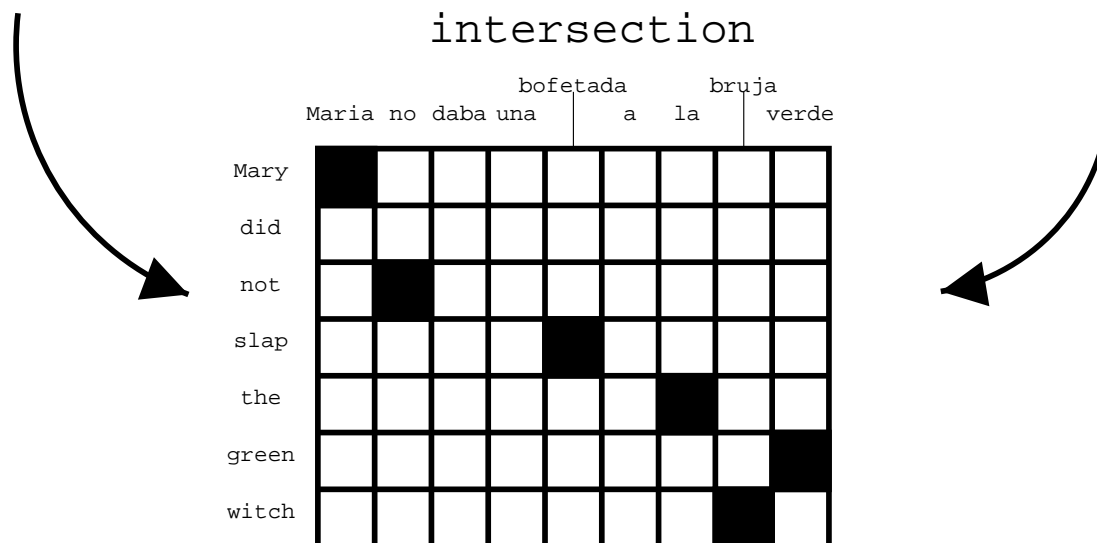 intersection
bofetada bruja
Maria no daba una a la verde
Mary
did
not
slap
the
green
witch